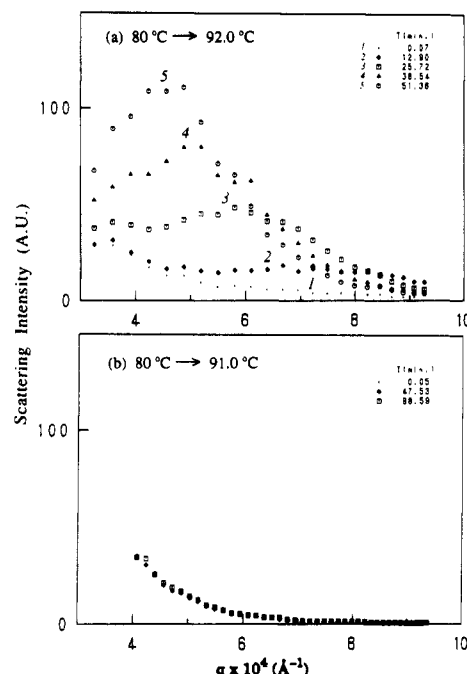 (a) 80 °C → 92.0 °C
T(min.)
1 · 0.07
2 ♦ 12.90
3 □ 25.72
4 ▲ 38.54
5 ○ 51.36
5
4
3
2
1
100
0
4 6 8 10
Scattering Intensity (A.U.)
(b) 80 °C → 91.0 °C
T(min.)
· 0.05
♦ 47.53
□ 88.59
100
0
4 6 8 10
q x 10⁴ (Å⁻¹)